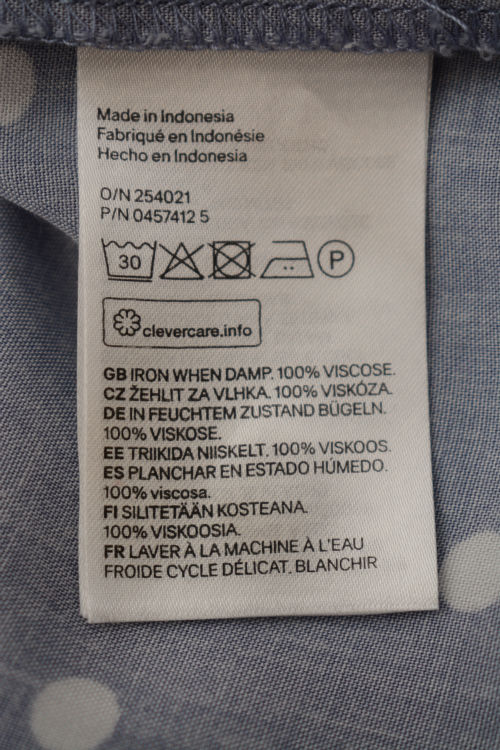 Made in Indonesia
Fabriqué en Indonésie
Hecho en Indonesia
O/N 254021
P/N 0457412 5
30 P
clevercare.info
GB IRON WHEN DAMP. 100% VISCOSE.
CZ ŽEHLIT ZA VLHKA. 100% VISKÓZA.
DE IN FEUCHTEM ZUSTAND BÜGELN.
100% VISKOSE.
EE TRIIKIDA NIISKELT. 100% VISKOOS.
ES PLANCHAR EN ESTADO HÚMEDO.
100% viscosa.
FI SILITETÄÄN KOSTEANA.
100% VISKOOSIA.
FR LAVER À LA MACHINE À L'EAU
FROIDE CYCLE DÉLICAT. BLANCHIR